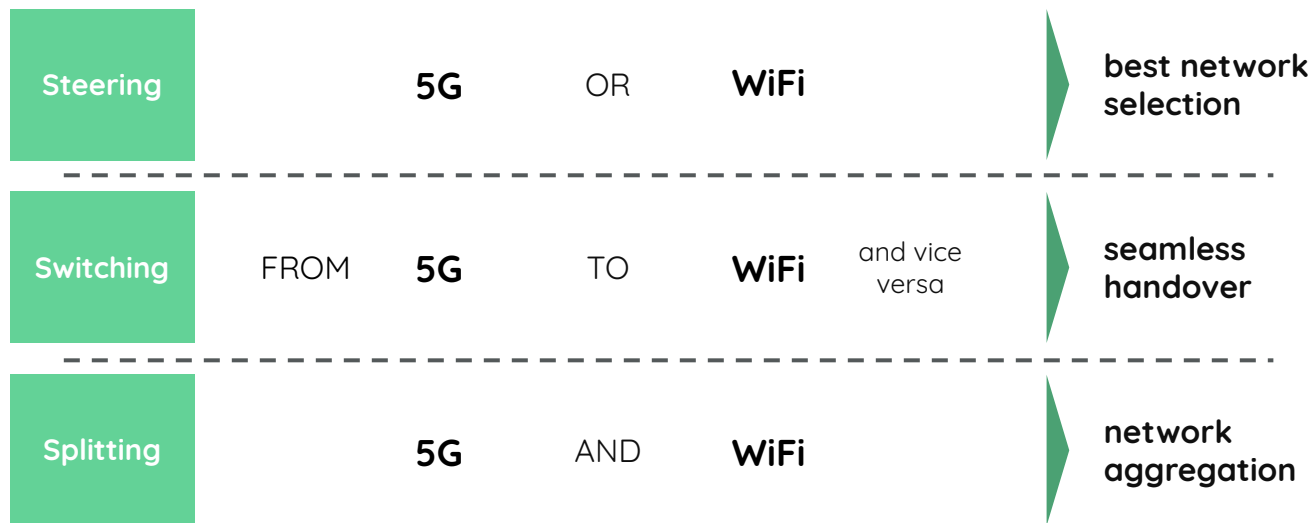 Steering 5G OR WiFi best network
selection
Switching FROM 5G TO WiFi and vice
versa seamless
handover
Splitting 5G AND WiFi network
aggregation